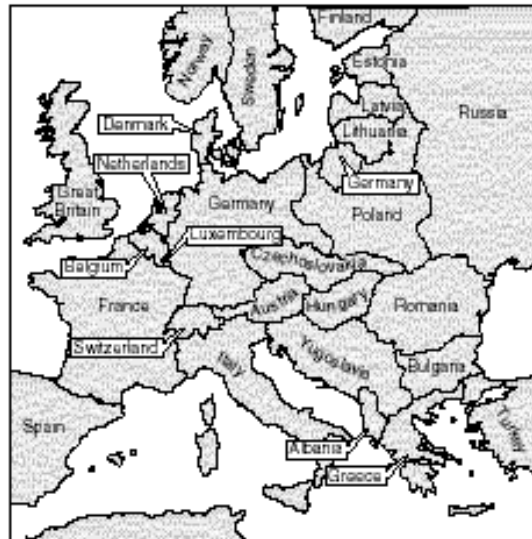 Finland
Norway
Sweden
Estonia
Russia
Latvia
Denmark
Lithuania
Netherlands
Germany
Great
Britain
Germany
Poland
Luxembourg
Belgium
Czechoslovakia
France
Austria
Hungary
Romania
Switzerland
Italy
Yugoslavia
Bulgaria
Spain
Turkey
Albania
Greece